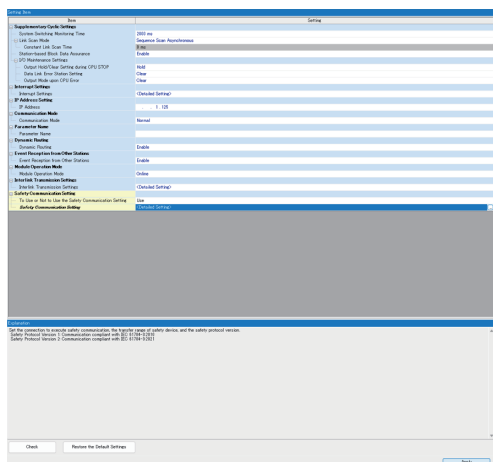 Setting Item
Item Setting
Supplementary Cyclic Settings
System Switching Monitoring Time 2000 ms
Link Scan Mode Sequence Scan Asynchronous
Constant Link Scan Time 0 ms
Station-based Block Data Assurance Enable
I/O Maintenance Settings
Output Hold/Clear Setting during CPU STOP Hold
Data Link Error Station Setting Clear
Output Mode upon CPU Error Clear
Interrupt Settings
Interrupt Settings <Detailed Setting>
IP Address Setting
IP Address . . 1 .125
Communication Mode
Communication Mode Normal
Parameter Name
Parameter Name
Dynamic Routing
Dynamic Routing Enable
Event Reception from Other Stations
Event Reception from Other Stations Enable
Module Operation Mode
Module Operation Mode Online
Interlink Transmission Settings
Interlink Transmission Settings <Detailed Setting>
Safety Communication Setting
To Use or Not to Use the Safety Communication Setting Use
Safety Communication Setting <Detailed Setting>
Explanation
Set the connection to execute safety communication, the transfer range of safety device, and the safety protocol version.
Safety Protocol Version 1: Communication compliant with IEC 61784-3:2010
Safety Protocol Version 2: Communication compliant with IEC 61784-3:2021
Check Restore the Default Settings